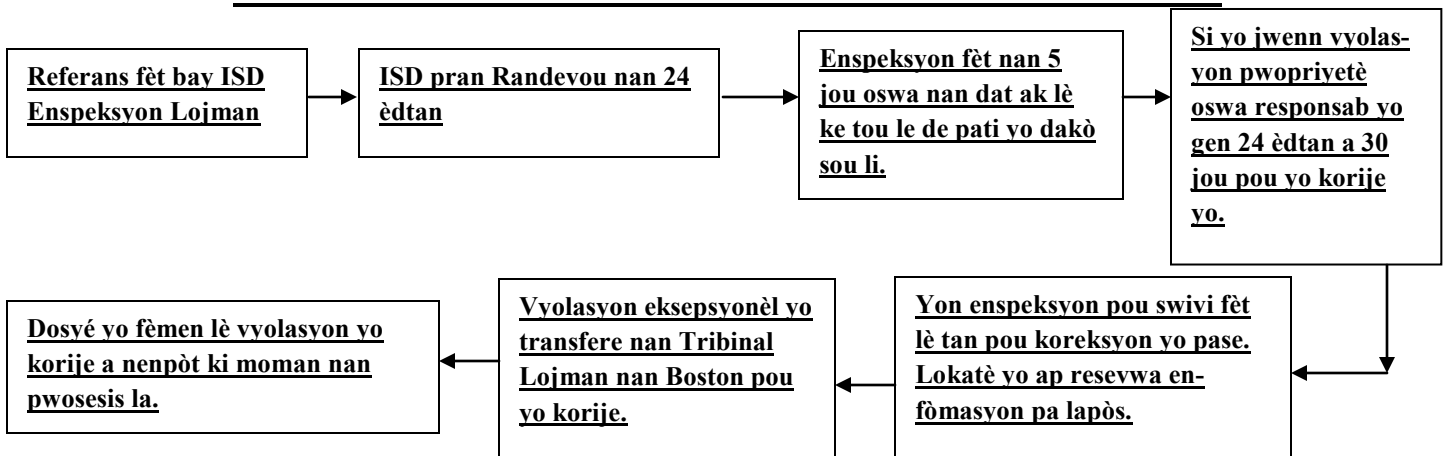 Referans fèt bay ISD
Enspeksyon Lojman
ISD pran Randevou nan 24
èdtan
Enspeksyon fèt nan 5
jou oswa nan dat ak lè
ke tou le de pati yo dakò
sou li.
Si yo jwenn vyolas-
yon pwopriyetè
oswa responsab yo
gen 24 èdtan a 30
jou pou yo korije
yo.
Yon enspeksyon pou swivi fèt
lè tan pou koreksyon yo pase.
Lokatè yo ap resevwa en-
fòmasyon pa lapòs.
Vyolasyon eksepsyonèl yo
transfere nan Tribinal
Lojman nan Boston pou
yo korije.
Dosyé yo fèmen lè vyolasyon yo
korije a nenpòt ki moman nan
pwosesis la.